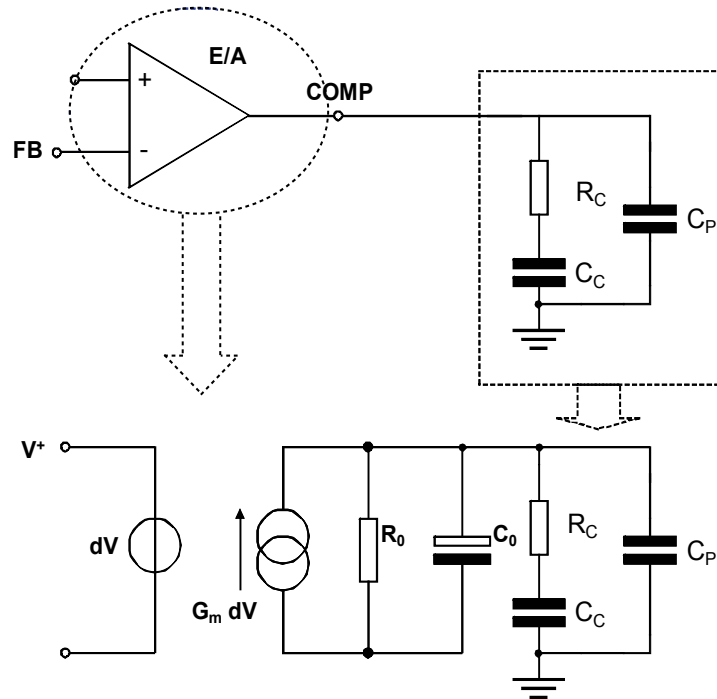 E/A
+
COMP
FB
-
R_C
C_P
C_C
V⁺
dV
G_m dV
R_0
C_0
R_C
C_P
C_C